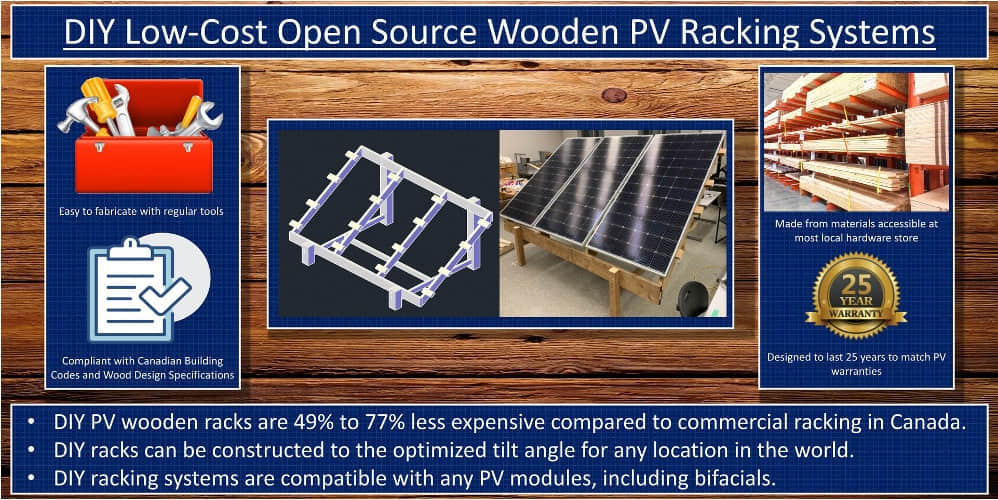 DIY Low-Cost Open Source Wooden PV Racking Systems
Easy to fabricate with regular tools
Compliant with Canadian Building
Codes and Wood Design Specifications
Made from materials accessible at
most local hardware store
25
YEAR
WARRANTY
Designed to last 25 years to match PV
warranties
• DIY PV wooden racks are 49% to 77% less expensive compared to commercial racking in Canada.
• DIY racks can be constructed to the optimized tilt angle for any location in the world.
• DIY racking systems are compatible with any PV modules, including bifacials.